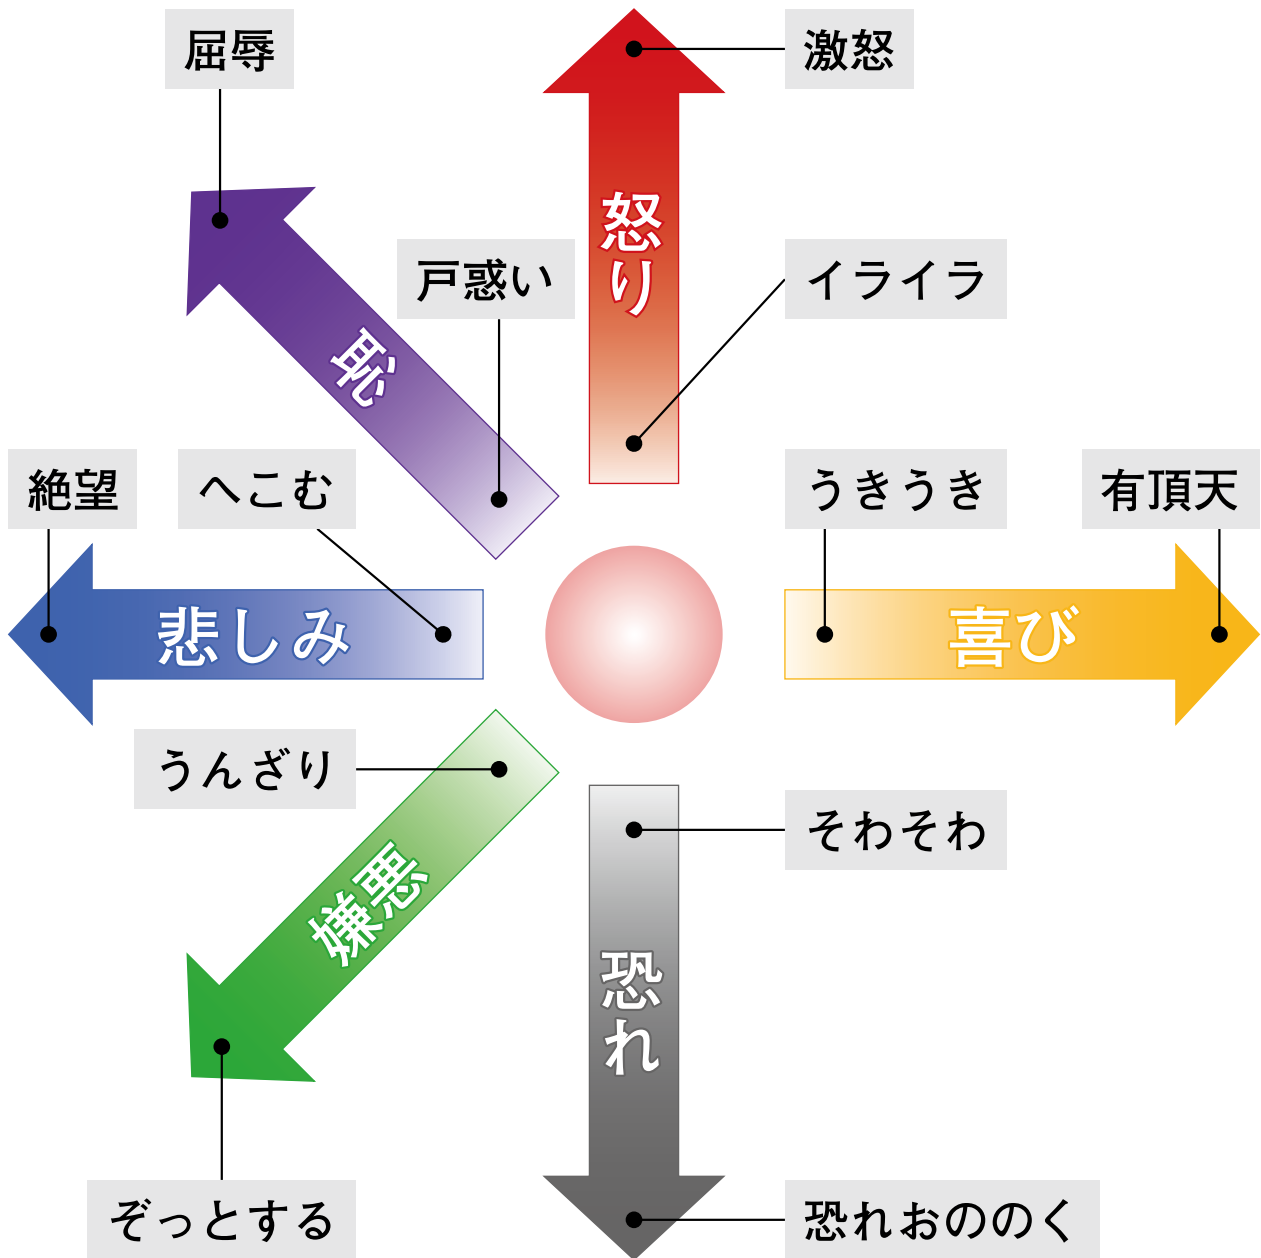 屈辱
激怒
怒り
戸惑い
イライラ
恥
絶望
へこむ
うきうき
有頂天
悲しみ
喜び
うんざり
そわそわ
嫌悪
恐れ
ぞっとする
恐れおののく